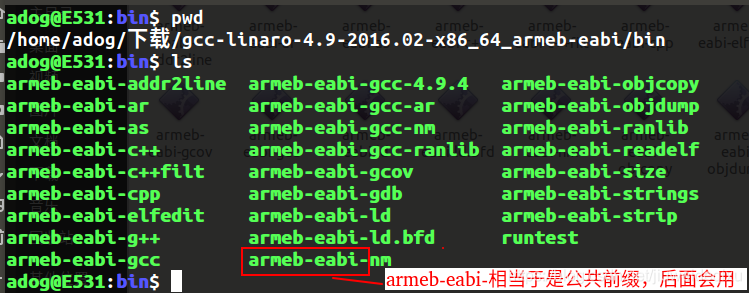 adog@E531:bin$ pwd
/home/adog/下载/gcc-linaro-4.9-2016.02-x86_64_armeb-eabi/bin
adog@E531:bin$ ls
armeb-eabi-addr2line armeb-eabi-gcc-4.9.4 armeb-eabi-objcopy
armeb-eabi-ar armeb-eabi-gcc-ar armeb-eabi-objdump
armeb-eabi-as armeb-eabi-gcc-nm armeb-eabi-ranlib
armeb-eabi-c++ armeb-eabi-gcc-ranlib armeb-eabi-readelf
armeb-eabi-c++filt armeb-eabi-gcov armeb-eabi-size
armeb-eabi-cpp armeb-eabi-gdb armeb-eabi-strings
armeb-eabi-elfedit armeb-eabi-ld armeb-eabi-strip
armeb-eabi-g++ armeb-eabi-ld.bfd runtest
armeb-eabi-gcc armeb-eabi-nm
adog@E531:bin$
armeb-eabi-相当于是公共前缀，后面会用